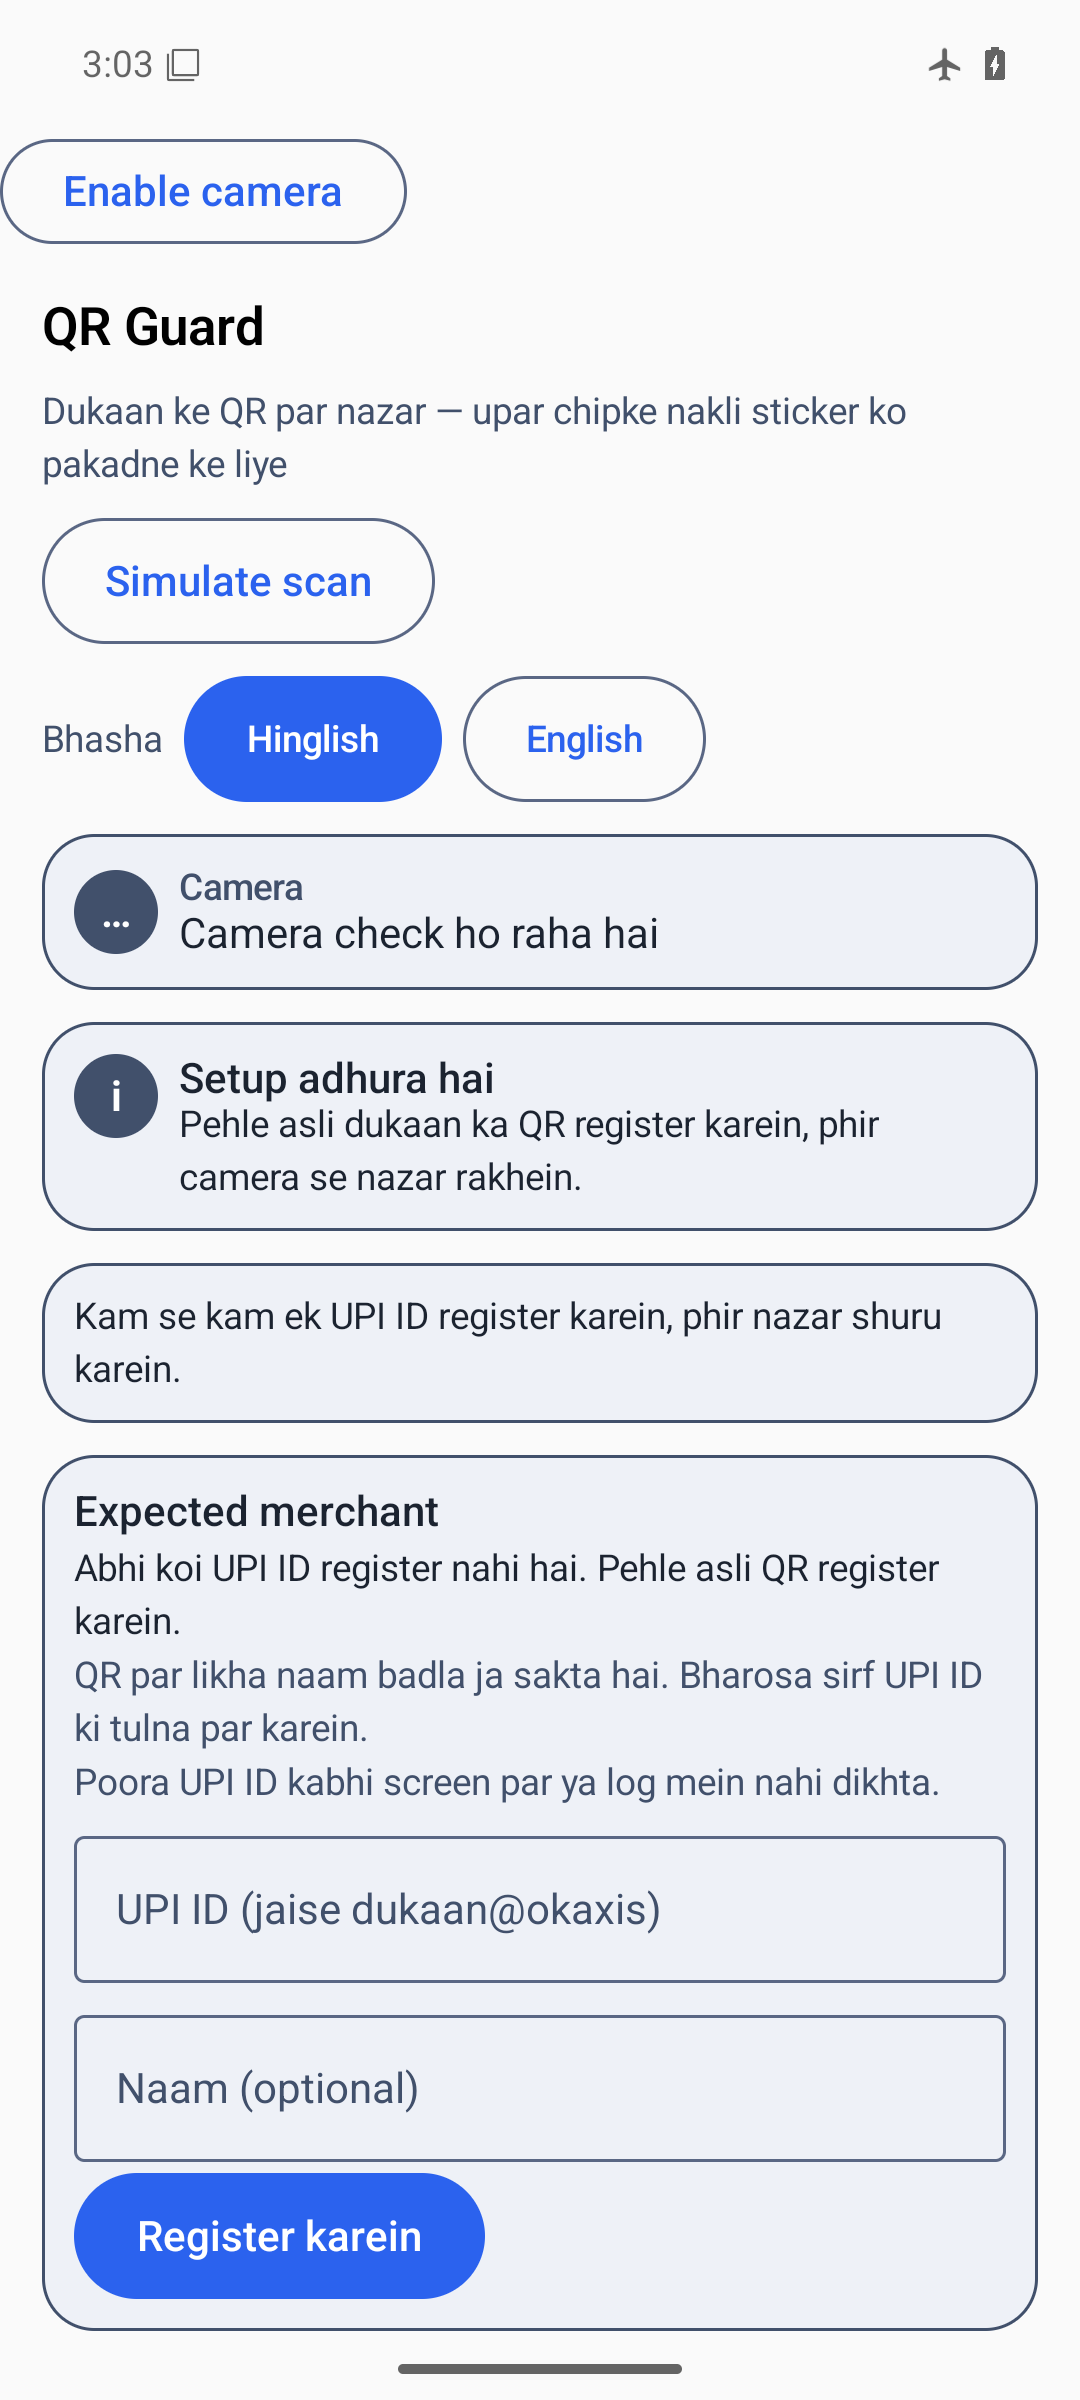 3:03
Enable camera
QR Guard
Dukaan ke QR par nazar — upar chipke nakli sticker ko
pakadne ke liye
Simulate scan
Bhasha Hinglish English
...
Camera
Camera check ho raha hai
i
Setup adhura hai
Pehle asli dukaan ka QR register karein, phir
camera se nazar rakhein.
Kam se kam ek UPI ID register karein, phir nazar shuru
karein.
Expected merchant
Abhi koi UPI ID register nahi hai. Pehle asli QR register
karein.
QR par likha naam badla ja sakta hai. Bharosa sirf UPI ID
ki tulna par karein.
Poora UPI ID kabhi screen par ya log mein nahi dikhta.
UPI ID (jaise dukaan@okaxis)
Naam (optional)
Register karein